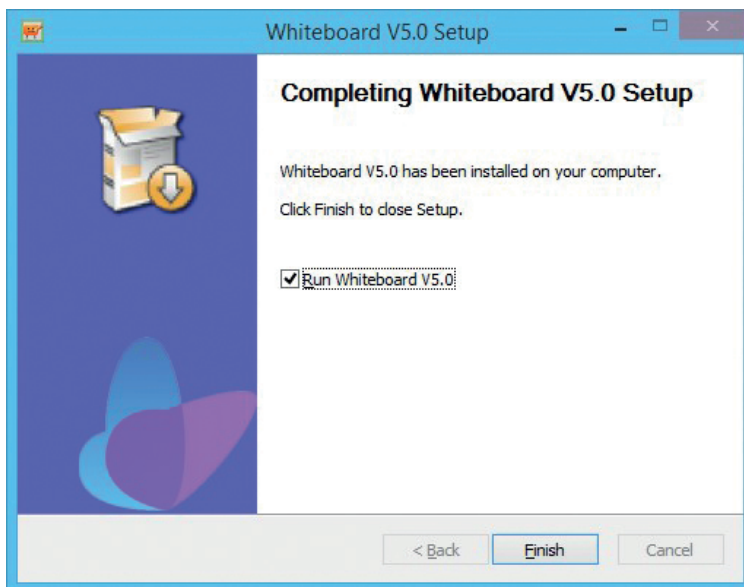 Whiteboard V5.0 Setup
Completing Whiteboard V5.0 Setup
Whiteboard V5.0 has been installed on your computer.
Click Finish to close Setup.
Run Whiteboard V5.0
< Back Finish Cancel